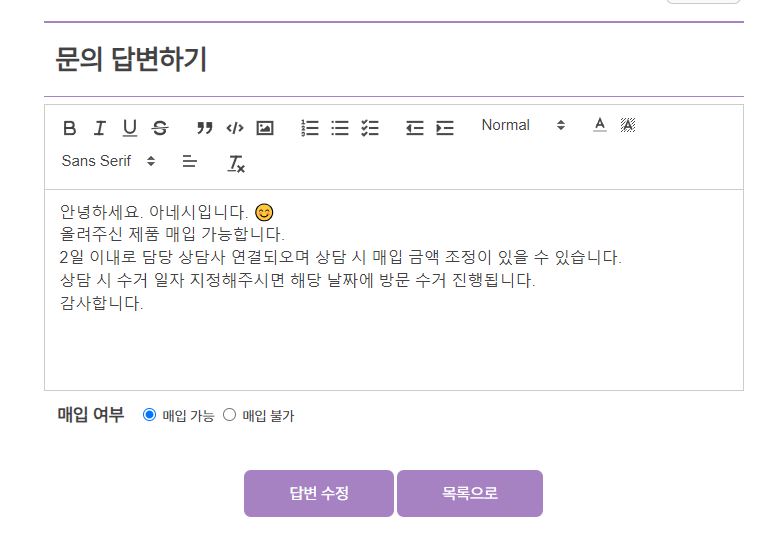 문의 답변하기
Normal
Sans Serif
안녕하세요. 아네시입니다. 😊
올려주신 제품 매입 가능합니다.
2일 이내로 담당 상담사 연결되오며 상담 시 매입 금액 조정이 있을 수 있습니다.
상담 시 수거 일자 지정해주시면 해당 날짜에 방문 수거 진행됩니다.
감사합니다.
매입 여부 매입 가능 매입 불가
답변 수정 목록으로